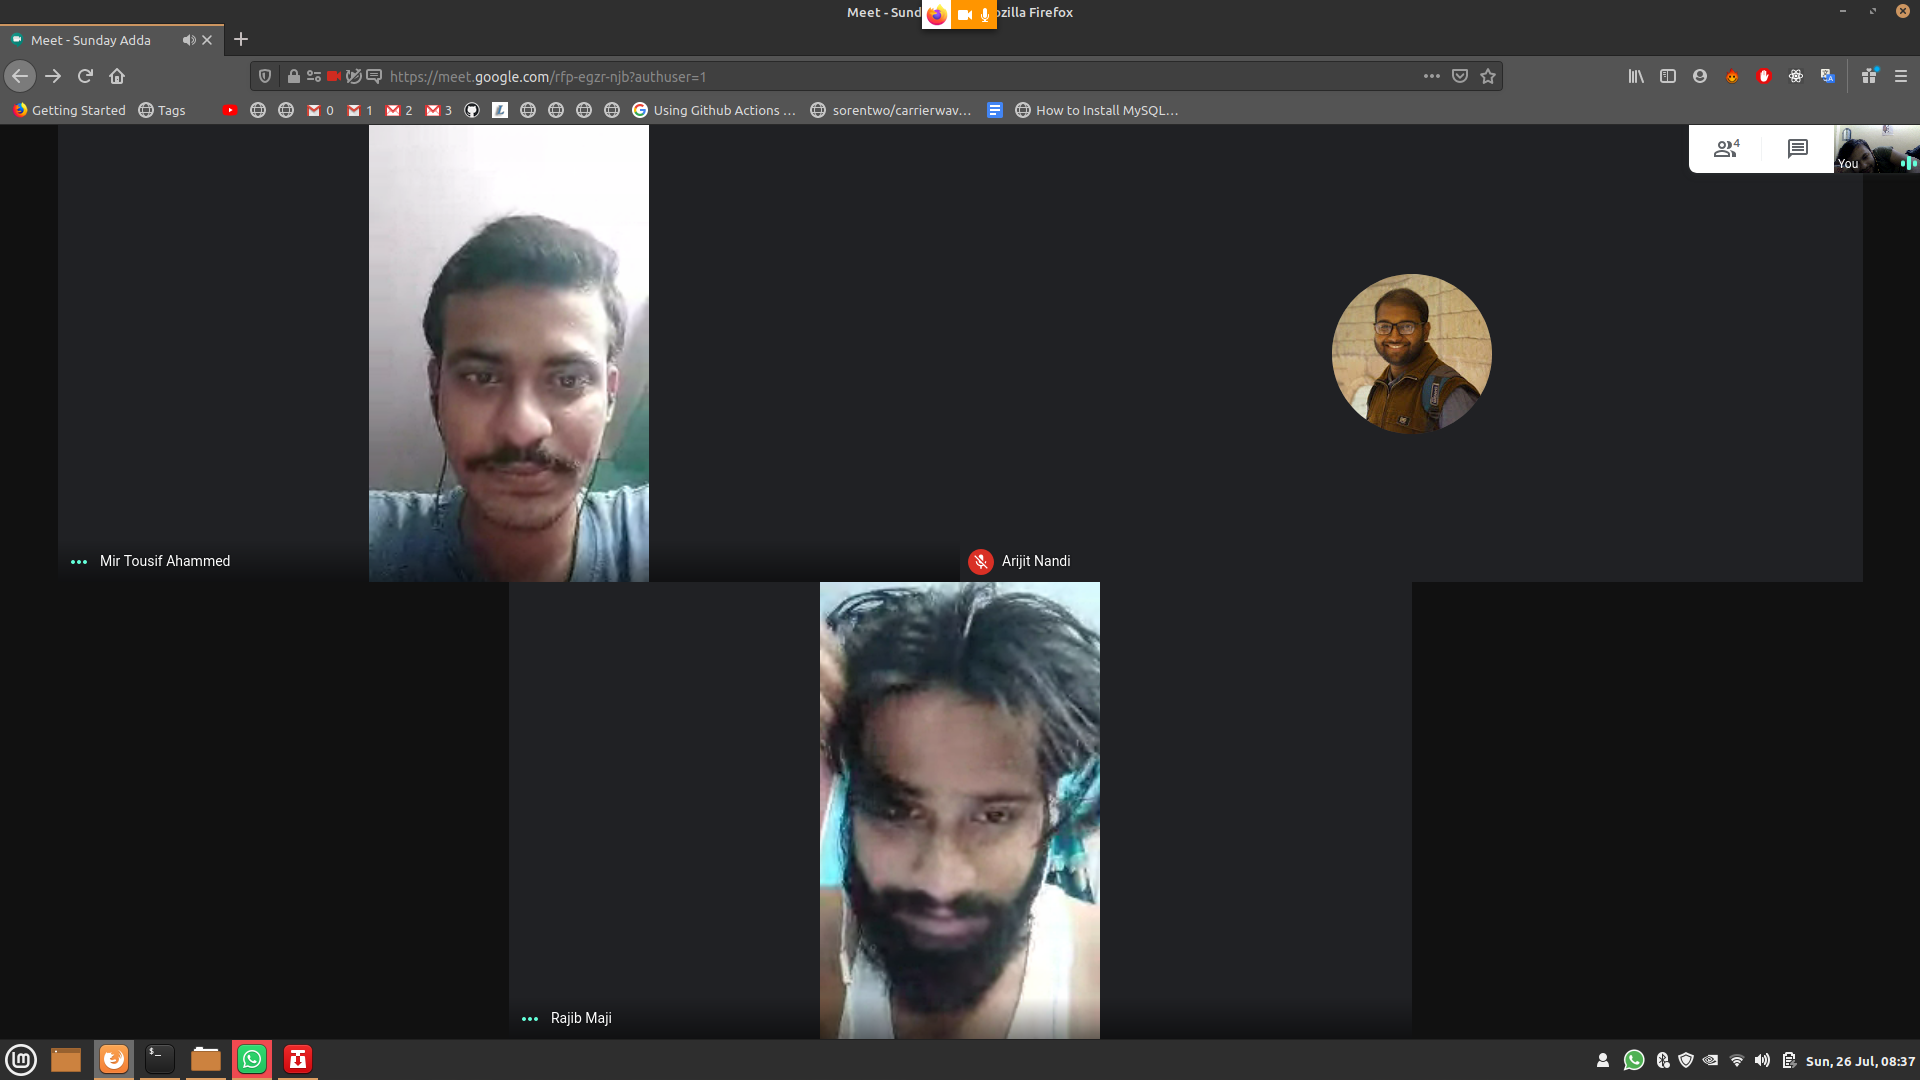 Meet - Sund
ozilla Firefox
Meet - Sunday Adda
https://meet.google.com/rfp-egzr-njb?authuser=1
Getting Started
Tags
0
1
2
3
Using Github Actions ...
sorentwo/carrierwav...
How to Install MySQL...
4
You
Mir Tousif Ahammed
Arijit Nandi
Rajib Maji
Sun, 26 Jul, 08:37